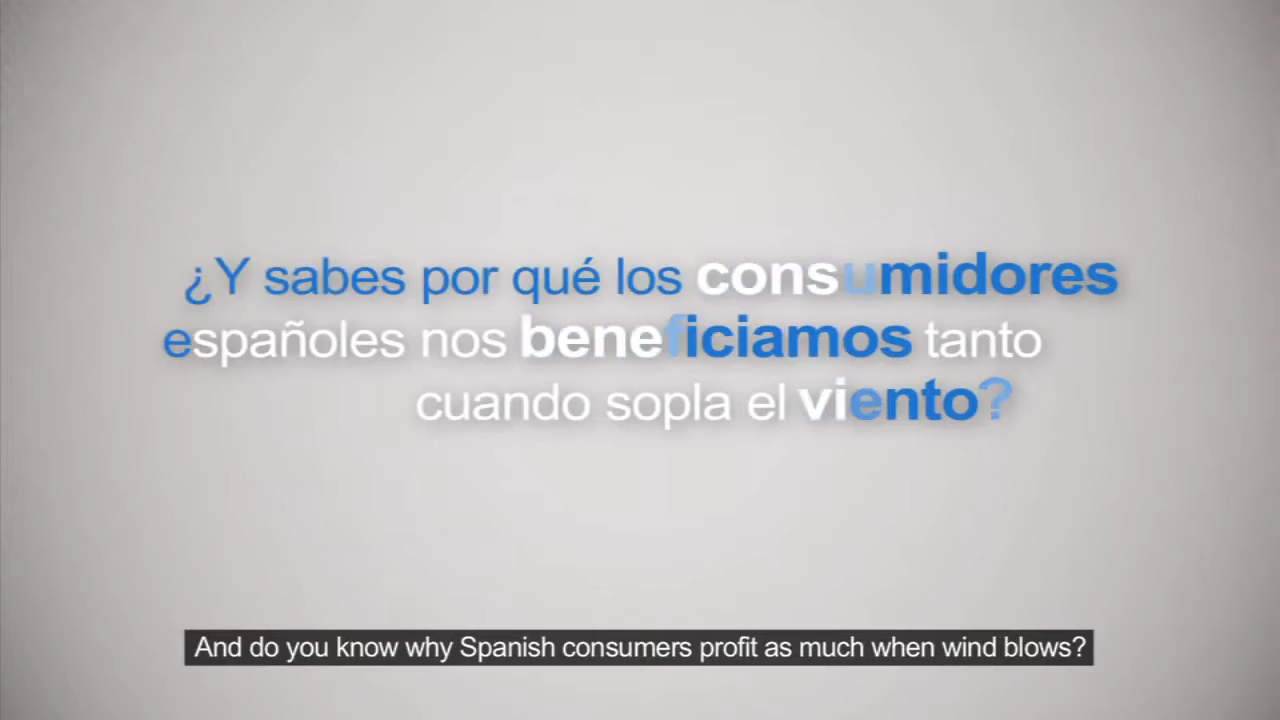 ¿Y sabes por qué los consumidores
españoles nos beneficiamos tanto
cuando sopla el viento?
And do you know why Spanish consumers profit as much when wind blows?